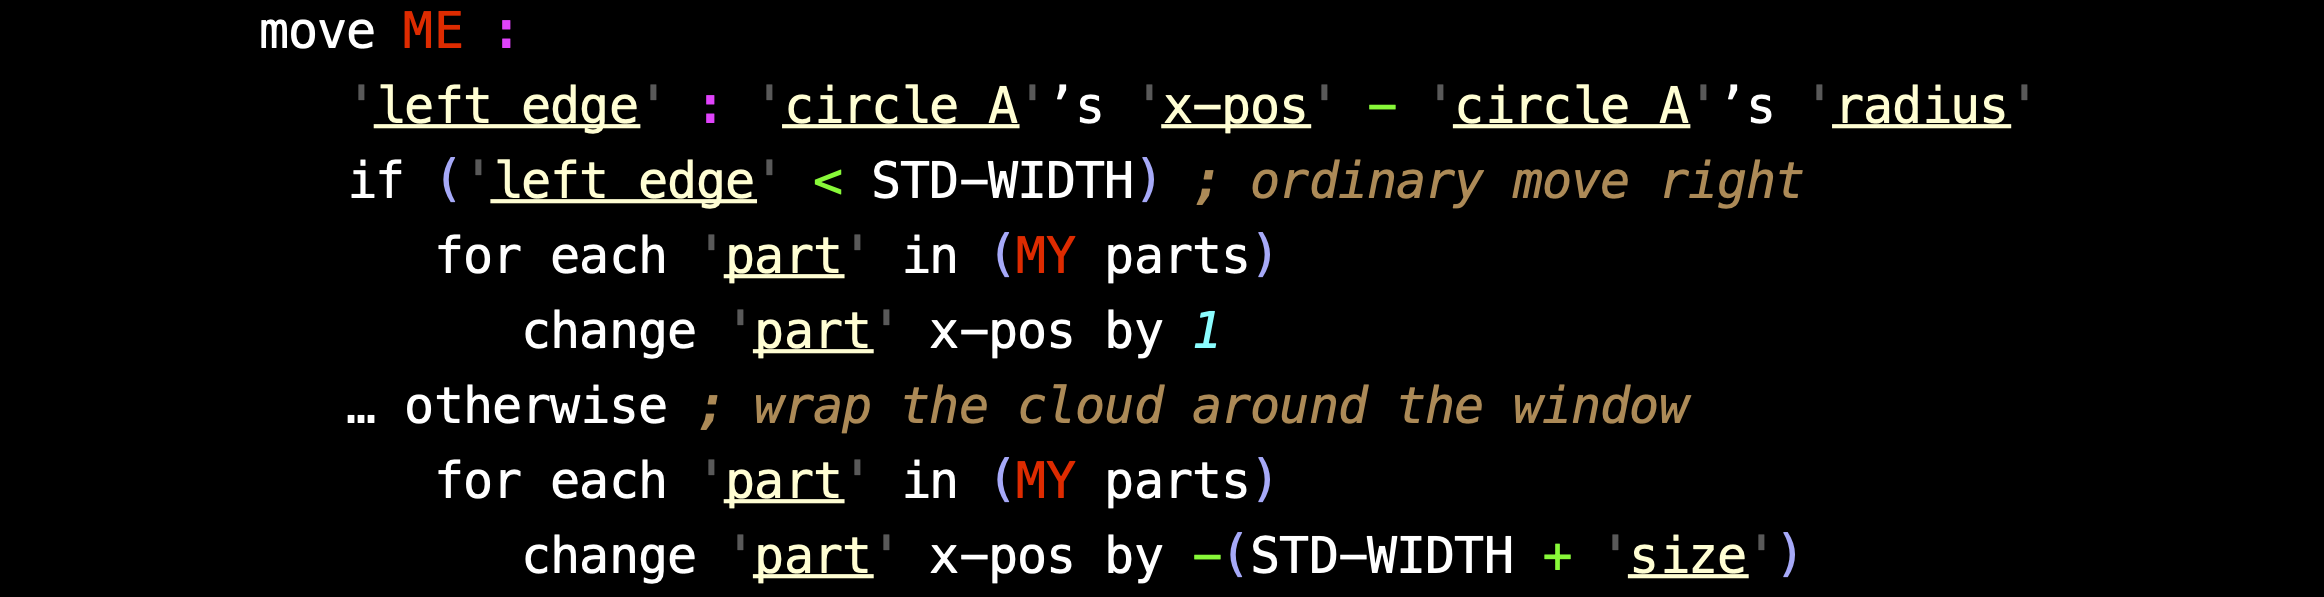 move ME :
'left edge' : 'circle A'’s 'x-pos' − 'circle A'’s 'radius'
if ('left edge' < STD-WIDTH) ; ordinary move right
for each 'part' in (MY parts)
change 'part' x-pos by 1
… otherwise ; wrap the cloud around the window
for each 'part' in (MY parts)
change 'part' x-pos by −(STD-WIDTH + 'size')